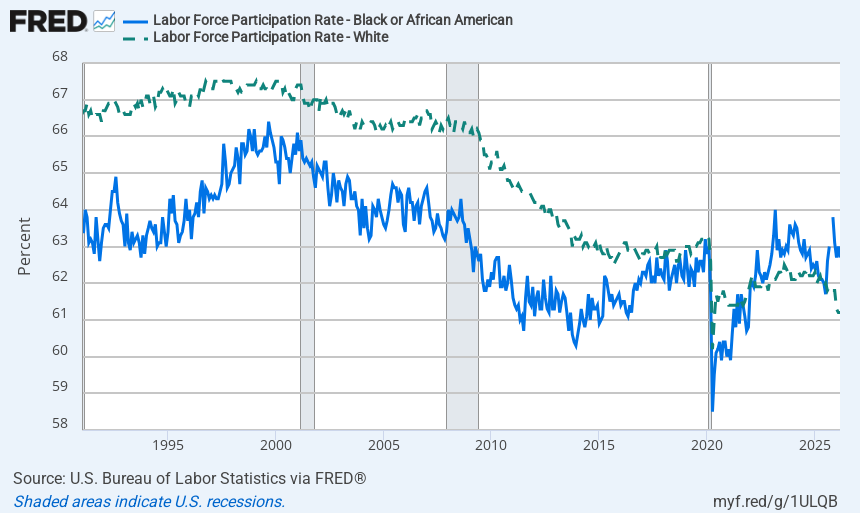 FRED
Labor Force Participation Rate - Black or African American
Labor Force Participation Rate - White
Percent
68
67
66
65
64
63
62
61
60
59
58
1995
2000
2005
2010
2015
2020
2025
Source: U.S. Bureau of Labor Statistics via FRED®
Shaded areas indicate U.S. recessions.
myf.red/g/1ULQB